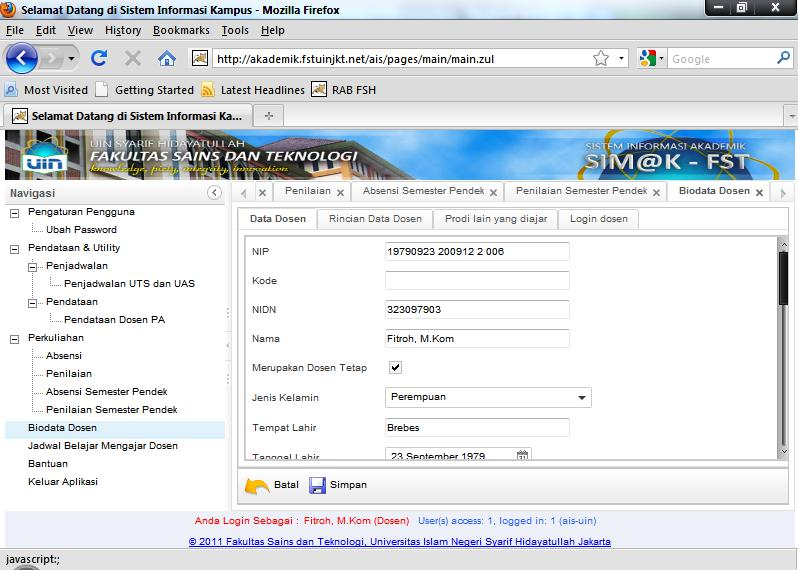 Selamat Datang di Sistem Informasi Kampus - Mozilla Firefox
File Edit View History Bookmarks Tools Help
http://akademik.fstuinjkt.net/ais/pages/main/main.zul
Google
Most Visited Getting Started Latest Headlines RAB FSH
Selamat Datang di Sistem Informasi Ka...
uin
UIN SYARIF HIDAYATULLAH
FAKULTAS SAINS DAN TEKNOLOGI
knowledge, piety, integrity, innovation
SISTEM INFORMASI AKADEMIK
SIM@K - FST
Navigasi
Pengaturan Pengguna
Ubah Password
Pendataan & Utility
Penjadwalan
Penjadwalan UTS dan UAS
Pendataan
Pendataan Dosen PA
Perkuliahan
Absensi
Penilaian
Absensi Semester Pendek
Penilaian Semester Pendek
Biodata Dosen
Jadwal Belajar Mengajar Dosen
Bantuan
Keluar Aplikasi
Penilaian Absensi Semester Pendek Penilaian Semester Pendek Biodata Dosen
Data Dosen Rincian Data Dosen Prodi lain yang diajar Login dosen
NIP 19790923 200912 2 006
Kode
NIDN 323097903
Nama Fitroh, M.Kom
Merupakan Dosen Tetap
Jenis Kelamin Perempuan
Tempat Lahir Brebes
Tanggal Lahir 23 September 1979
Batal Simpan
Anda Login Sebagai : Fitroh, M.Kom (Dosen) User(s) access: 1, logged in: 1 (ais-uin)
© 2011 Fakultas Sains dan Teknologi, Universitas Islam Negeri Syarif Hidayatullah Jakarta
javascript:;